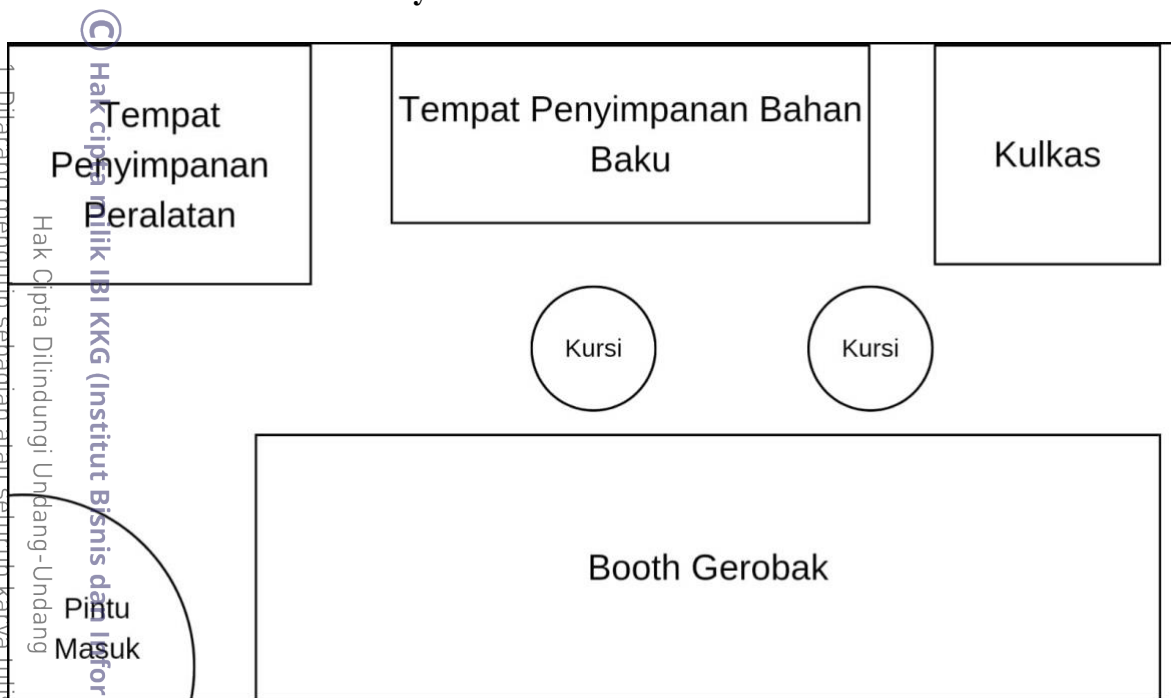 Tempat
Penyimpanan
Peralatan
Tempat Penyimpanan Bahan
Baku
Kulkas
Kursi
Kursi
Booth Gerobak
Pintu
Masuk
© Hak cipta milik IBI KKG (Institut Bisnis dan Infor
Hak Cipta Dilindungi Undang-Undang